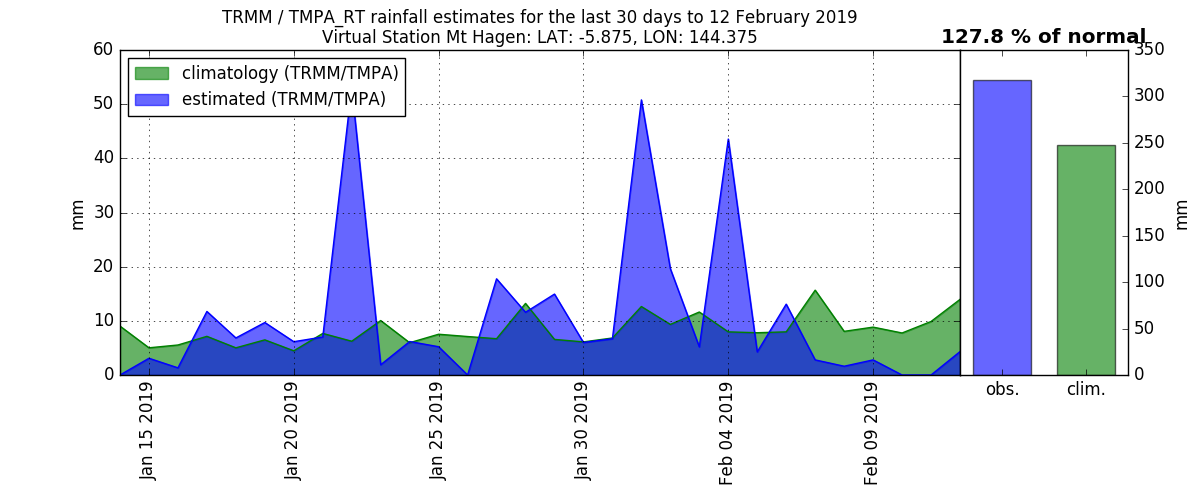 TRMM / TMPA_RT rainfall estimates for the last 30 days to 12 February 2019
Virtual Station Mt Hagen: LAT: -5.875, LON: 144.375
127.8 % of normal
climatology (TRMM/TMPA)
estimated (TRMM/TMPA)
60
50
40
30
20
10
0
mm
Jan 15 2019
Jan 20 2019
Jan 25 2019
Jan 30 2019
Feb 04 2019
Feb 09 2019
obs.
clim.
350
300
250
200
150
100
50
0
mm